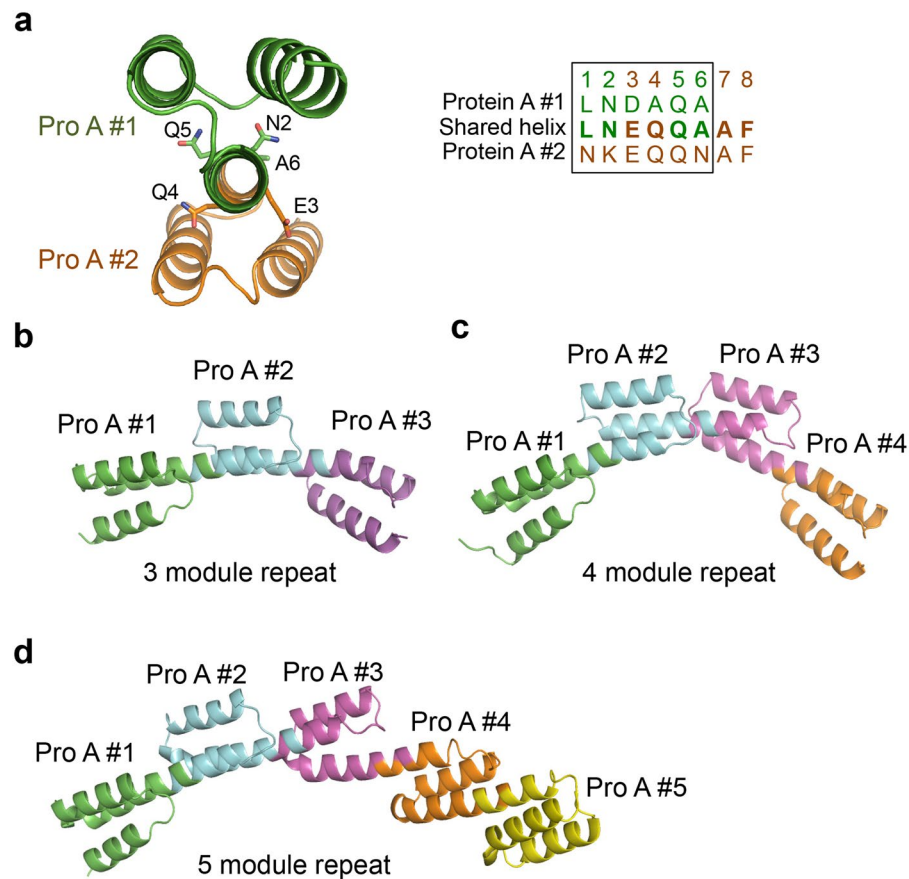 a
Pro A #1
Q5
N2
A6
Q4
E3
Pro A #2
1 2 3 4 5 6 7 8
Protein A #1 L N D A Q A
Shared helix L N E Q Q A A F
Protein A #2 N K E Q Q N A F
b
Pro A #2
Pro A #1
Pro A #3
3 module repeat
c
Pro A #2
Pro A #3
Pro A #1
Pro A #4
4 module repeat
d
Pro A #2
Pro A #3
Pro A #4
Pro A #1
Pro A #5
5 module repeat